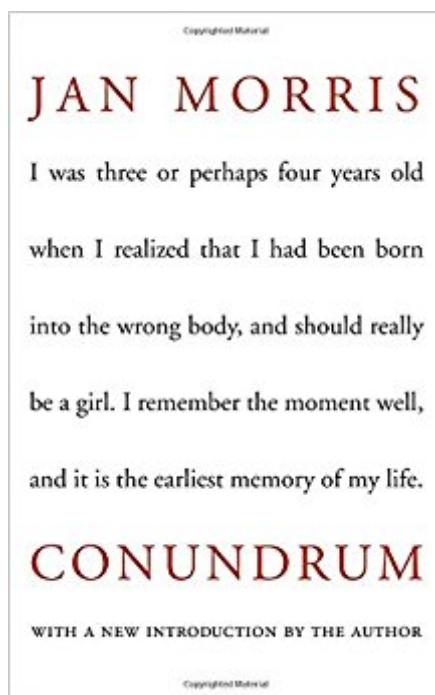 Copyrighted Material
JAN MORRIS
I was three or perhaps four years old
when I realized that I had been born
into the wrong body, and should really
be a girl. I remember the moment well,
and it is the earliest memory of my life.
CONUNDRUM
WITH A NEW INTRODUCTION BY THE AUTHOR
Copyrighted Material